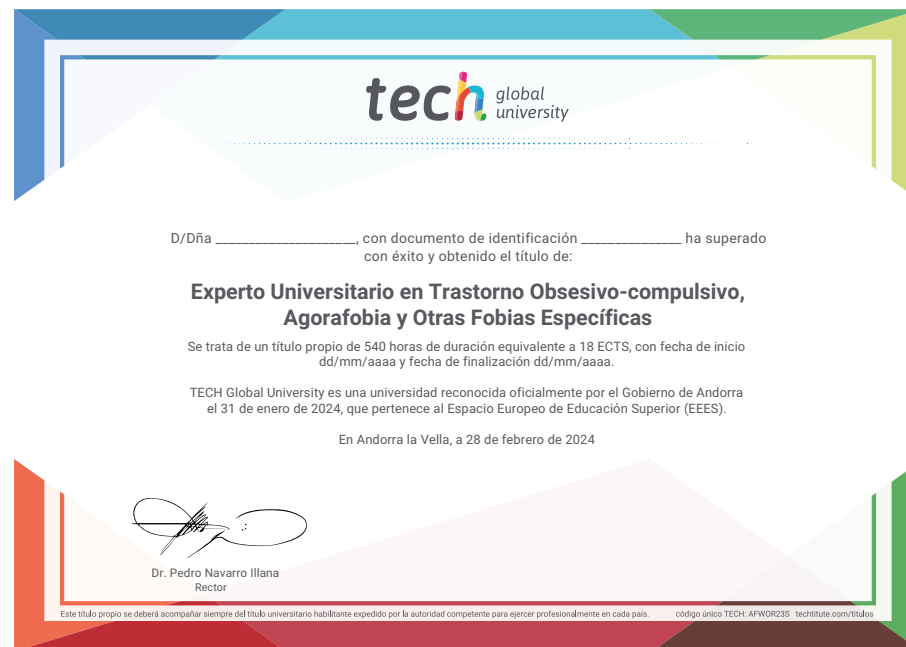 tech global university
D/Dña _____________________, con documento de identificación _______________ ha superado
con éxito y obtenido el título de:
Experto Universitario en Trastorno Obsesivo-compulsivo,
Agorafobia y Otras Fobias Específicas
Se trata de un título propio de 540 horas de duración equivalente a 18 ECTS, con fecha de inicio
dd/mm/aaaa y fecha de finalización dd/mm/aaaa.
TECH Global University es una universidad reconocida oficialmente por el Gobierno de Andorra
el 31 de enero de 2024, que pertenece al Espacio Europeo de Educación Superior (EEES).
En Andorra la Vella, a 28 de febrero de 2024
Dr. Pedro Navarro Illana
Rector
Este título propio se deberá acompañar siempre del título universitario habilitante expedido por la autoridad competente para ejercer profesionalmente en cada país. código único TECH: AFWOR23S techtitute.com/titulos